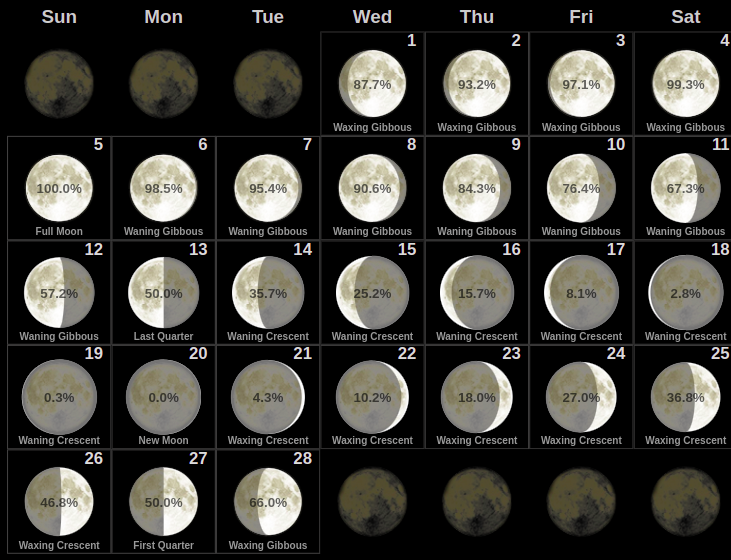 Sun Mon Tue Wed Thu Fri Sat
1 2 3 4
87.7% 93.2% 97.1% 99.3%
Waxing Gibbous Waxing Gibbous Waxing Gibbous Waxing Gibbous
5 6 7 8 9 10 11
100.0% 98.5% 95.4% 90.6% 84.3% 76.4% 67.3%
Full Moon Waning Gibbous Waning Gibbous Waning Gibbous Waning Gibbous Waning Gibbous Waning Gibbous
12 13 14 15 16 17 18
57.2% 50.0% 35.7% 25.2% 15.7% 8.1% 2.8%
Waning Gibbous Last Quarter Waning Crescent Waning Crescent Waning Crescent Waning Crescent Waning Crescent
19 20 21 22 23 24 25
0.3% 0.0% 4.3% 10.2% 18.0% 27.0% 36.8%
Waning Crescent New Moon Waxing Crescent Waxing Crescent Waxing Crescent Waxing Crescent Waxing Crescent
26 27 28
46.8% 50.0% 66.0%
Waxing Crescent First Quarter Waxing Gibbous